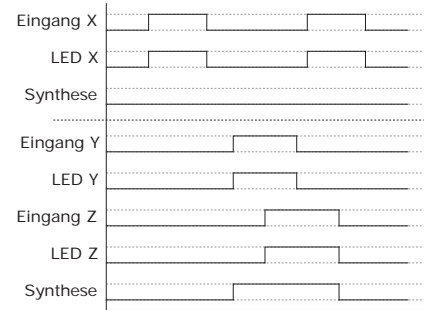 Eingang X
LED X
Synthese
Eingang Y
LED Y
Eingang Z
LED Z
Synthese